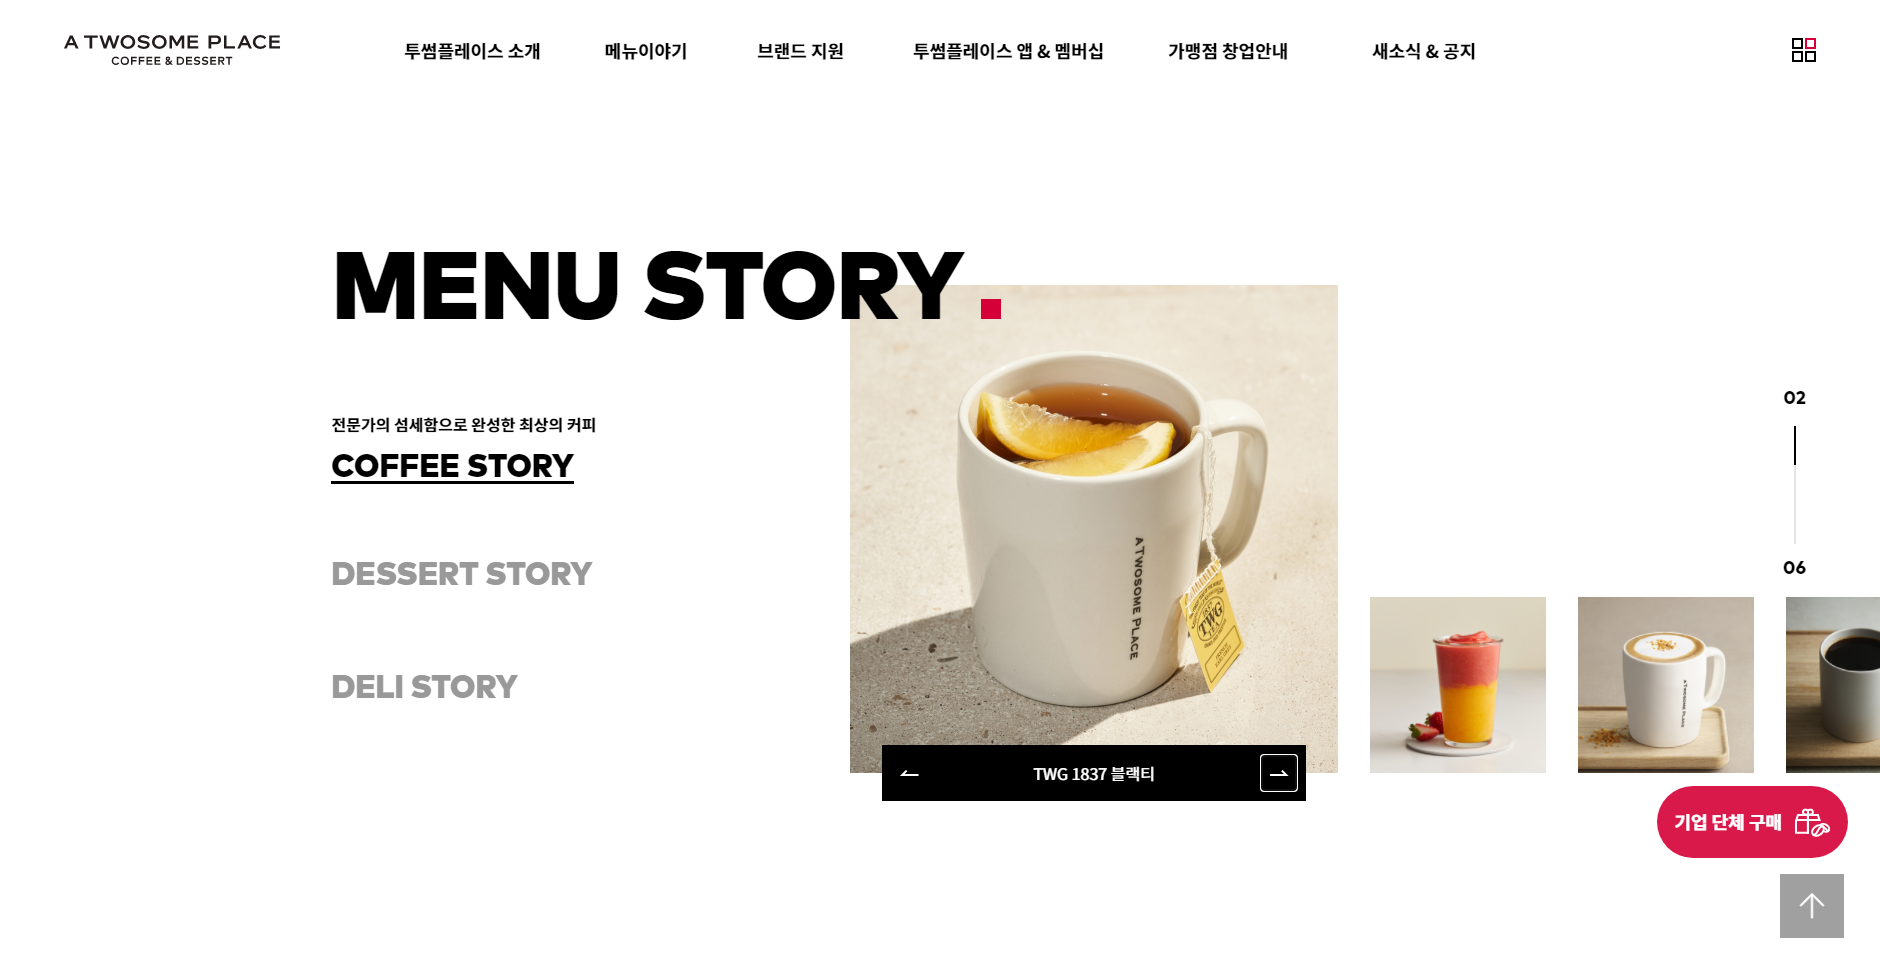 A TWOSOME PLACE
COFFEE & DESSERT
투썸플레이스 소개
메뉴이야기
브랜드 지원
투썸플레이스 앱 & 멤버십
가맹점 창업안내
새소식 & 공지
MENU STORY.
전문가의 섬세함으로 완성한 최상의 커피
COFFEE STORY
DESSERT STORY
DELI STORY
A TWOSOME PLACE
TWG
TWG 1837 블랙티
A TWOSOME PLACE
02
06
기업 단체 구매